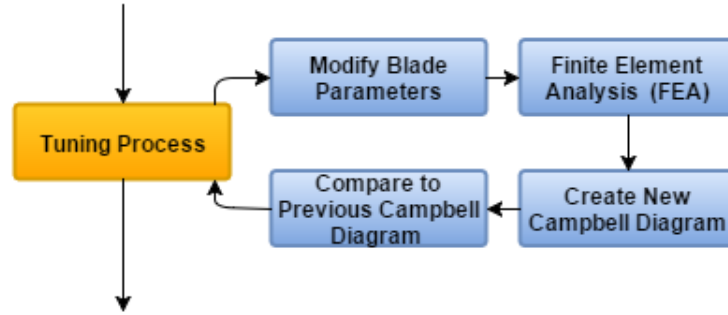 Modify Blade
Parameters
Finite Element
Analysis (FEA)
Tuning Process
Compare to
Previous Campbell
Diagram
Create New
Campbell Diagram